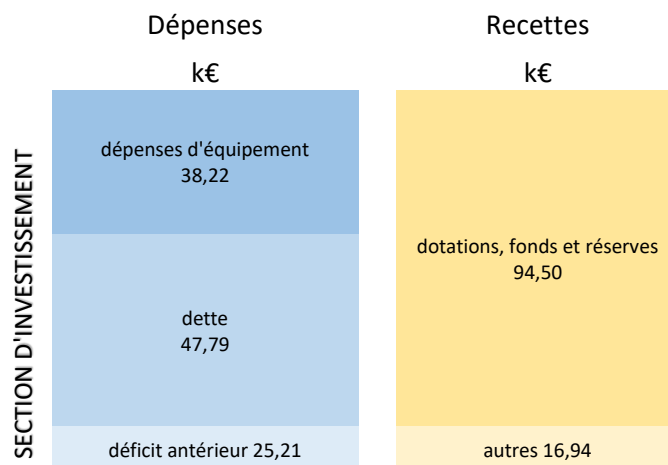 Dépenses
Recettes
k€
k€
SECTION D'INVESTISSEMENT
dépenses d'équipement
38,22
dette
47,79
déficit antérieur 25,21
dotations, fonds et réserves
94,50
autres 16,94